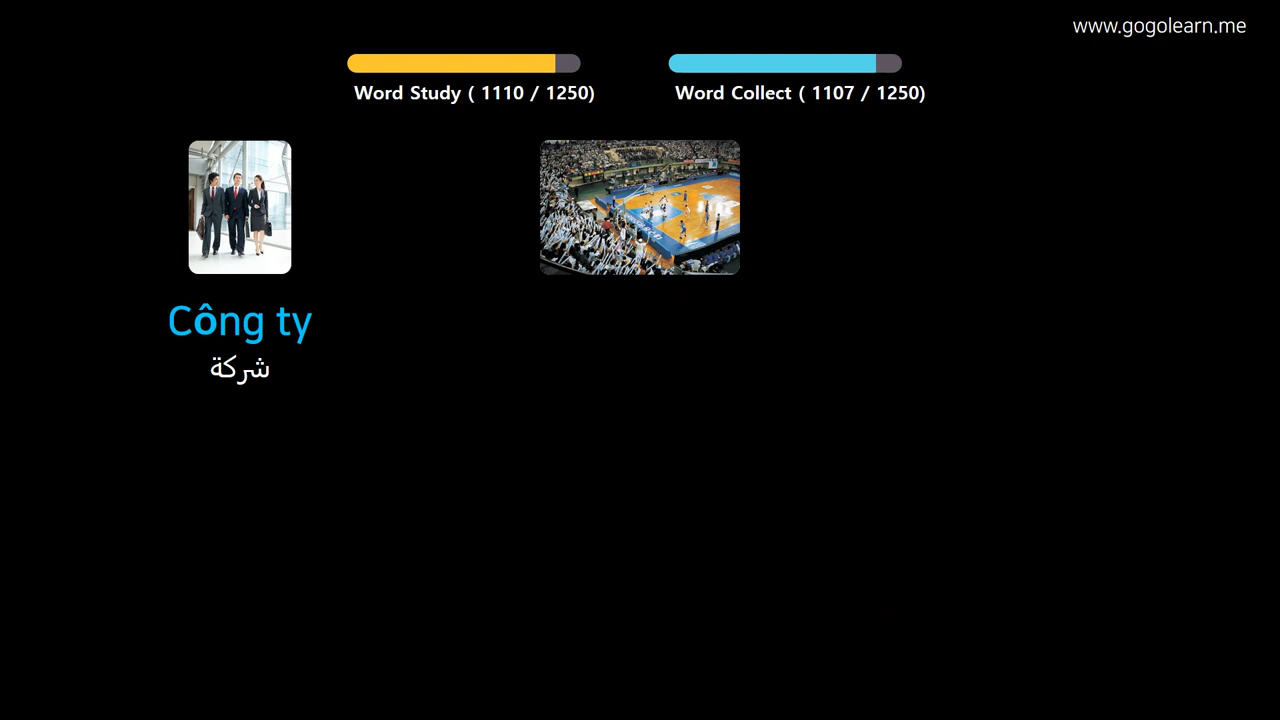 www.gogolearn.me
Word Study ( 1110 / 1250)
Word Collect ( 1107 / 1250)
Công ty
شركة